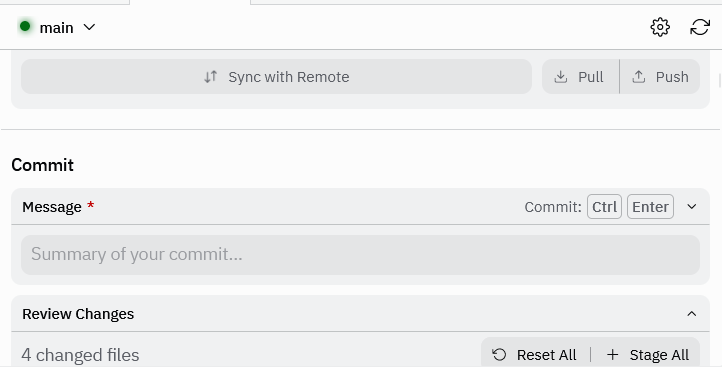 main
Sync with Remote Pull Push
Commit
Message * Commit: Ctrl Enter
Summary of your commit...
Review Changes
4 changed files Reset All Stage All